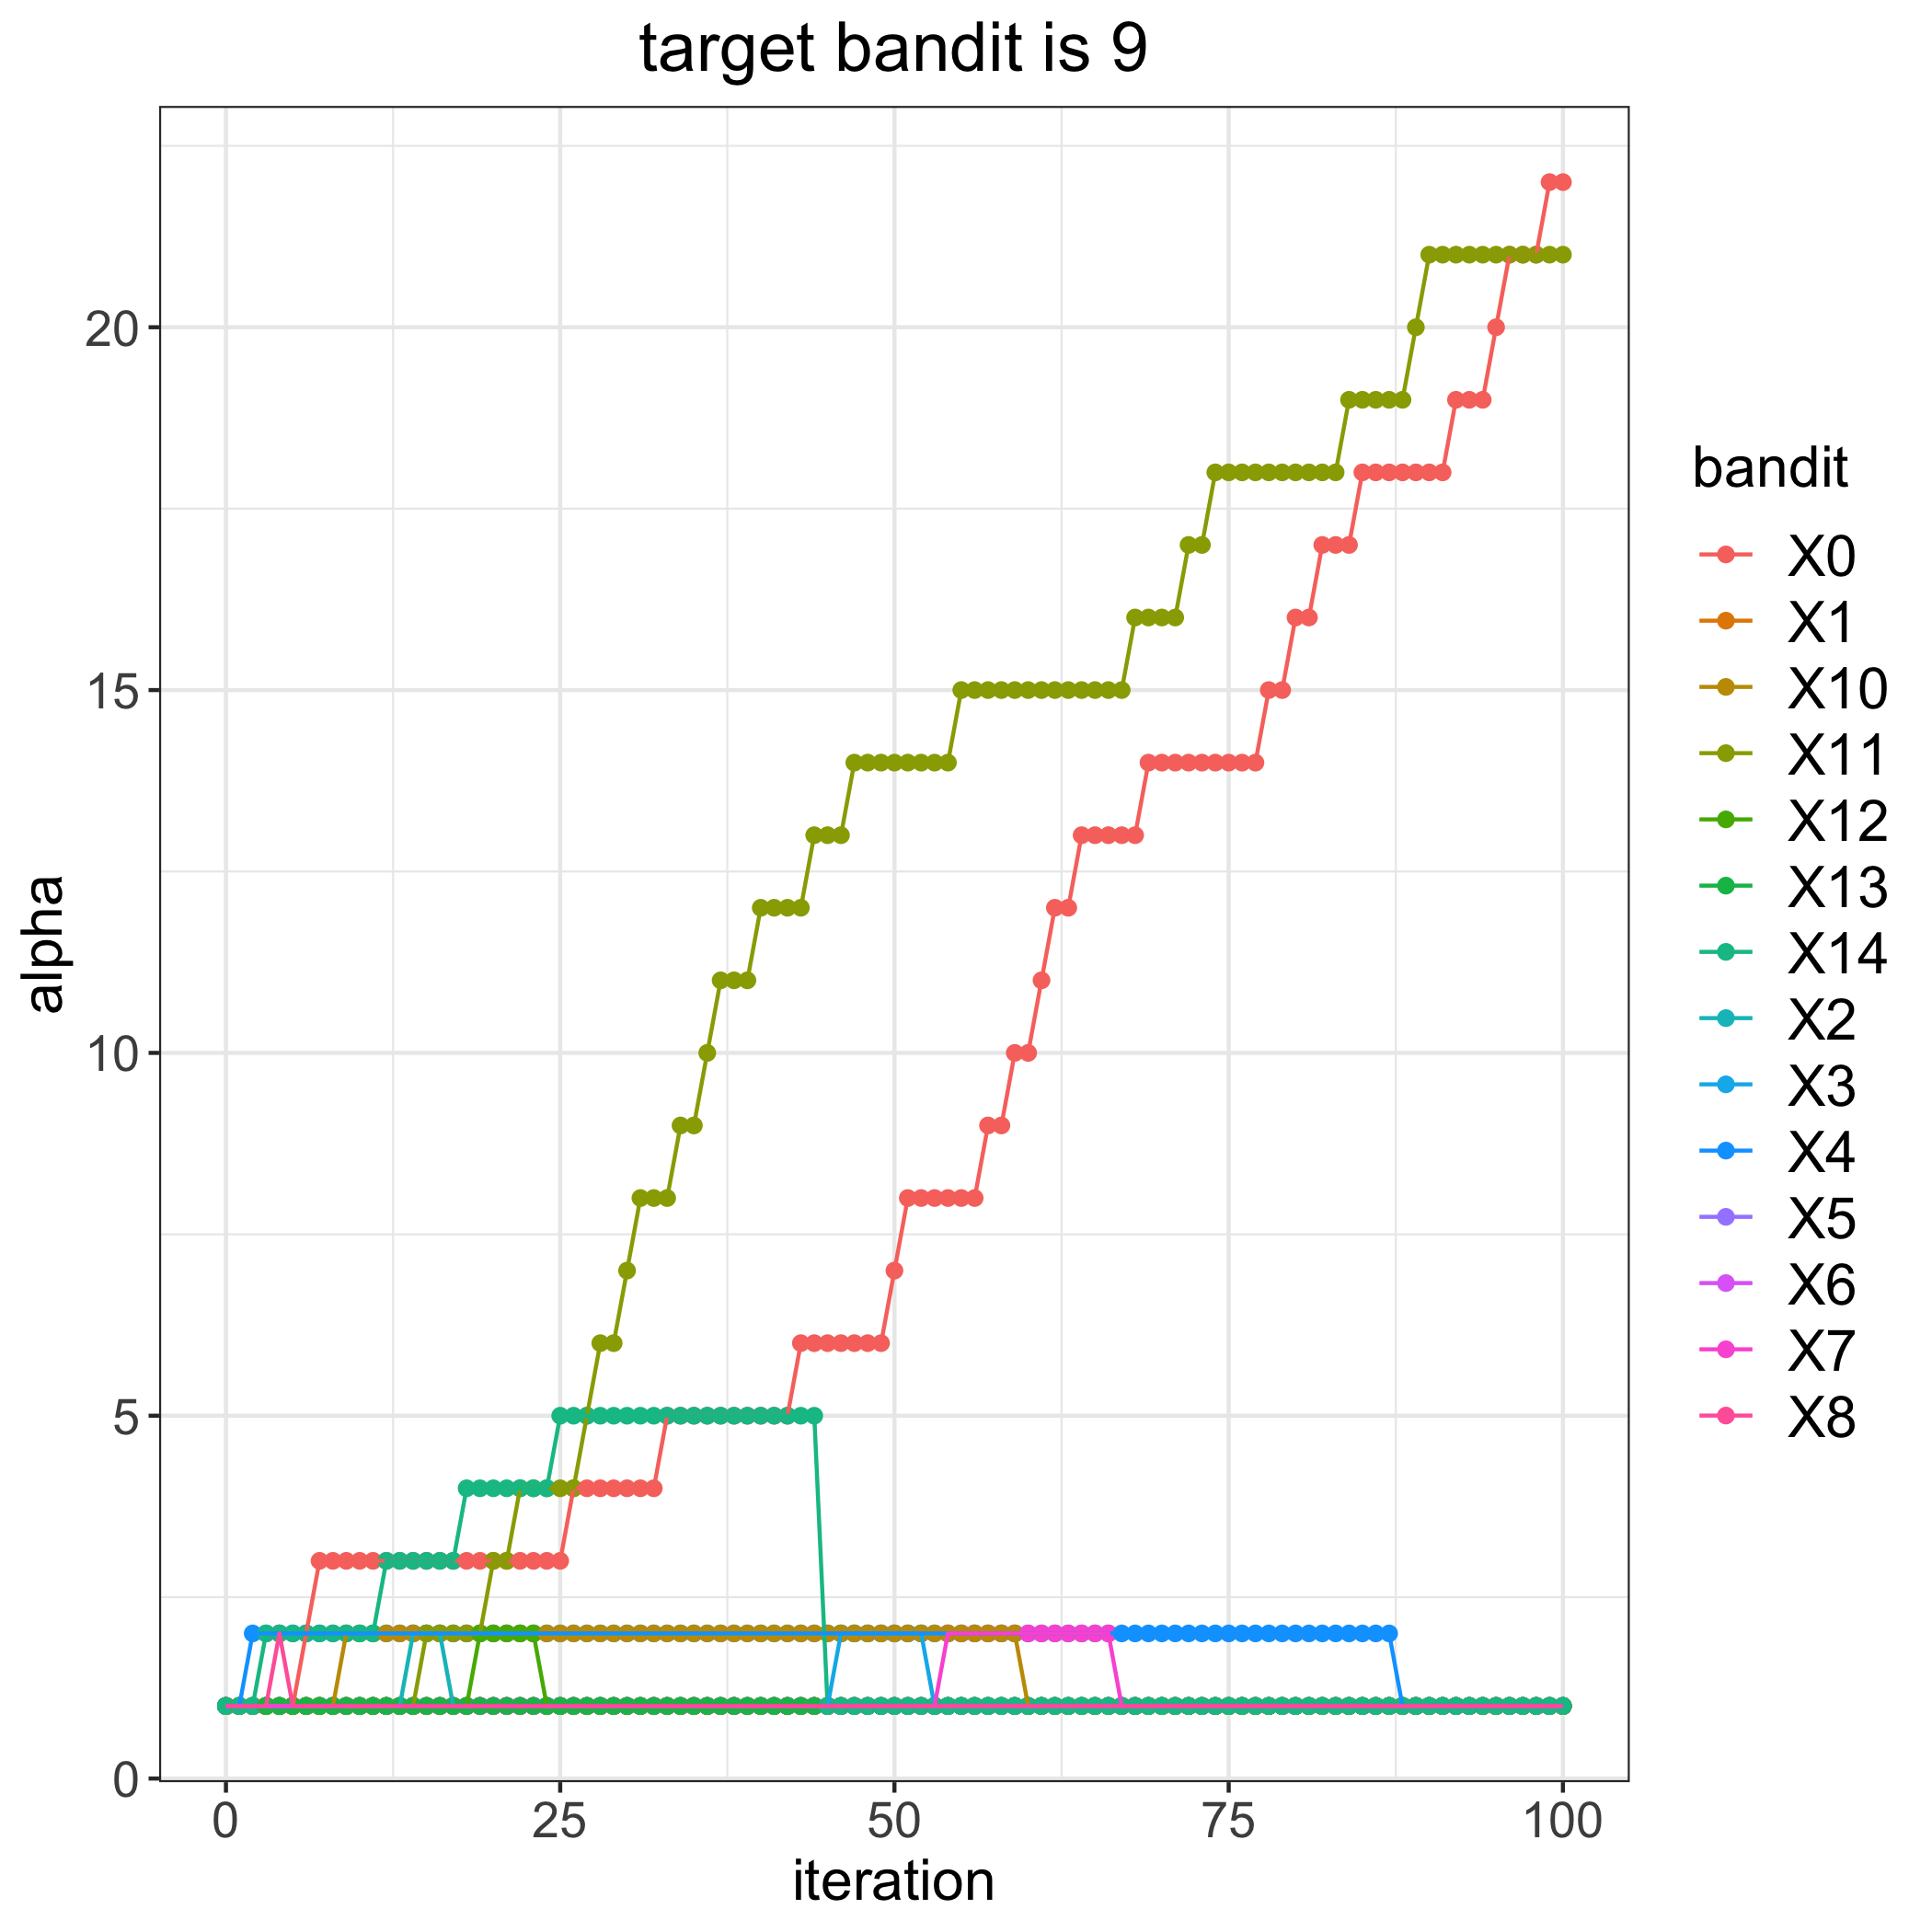 target bandit is 9
alpha
20
15
10
5
0
0 25 50 75 100
iteration
bandit
X0
X1
X10
X11
X12
X13
X14
X2
X3
X4
X5
X6
X7
X8